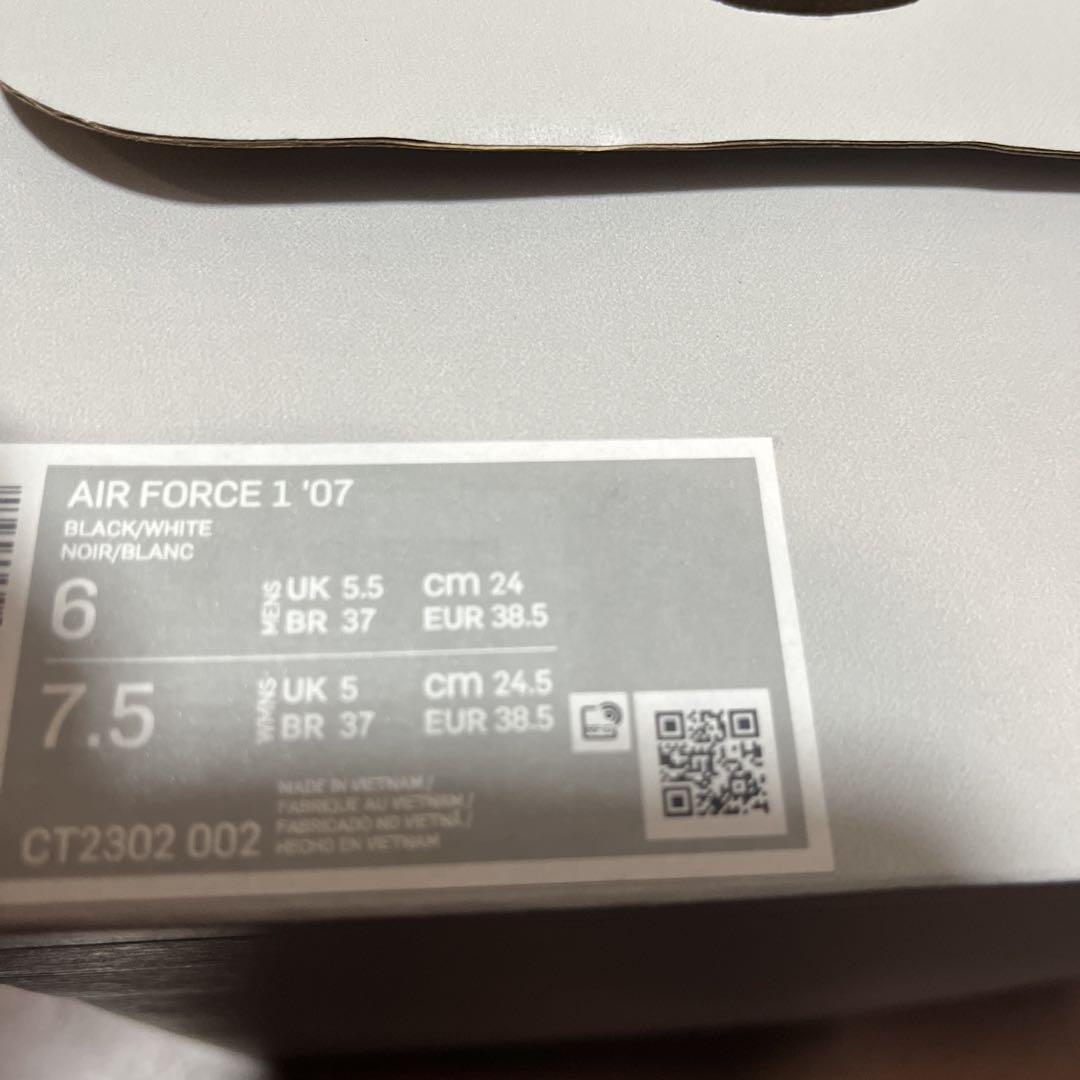 AIR FORCE 1 '07
BLACK/WHITE
NOIR/BLANC
6
MENS
UK 5.5 cm 24
BR 37 EUR 38.5
7.5
WMNS
UK 5 cm 24.5
BR 37 EUR 38.5
MADE IN VIETNAM /
FABRIQUE AU VIETNAM /
FABRICADO NO VIETNÃ /
HECHO EN VIETNAM
CT2302 002